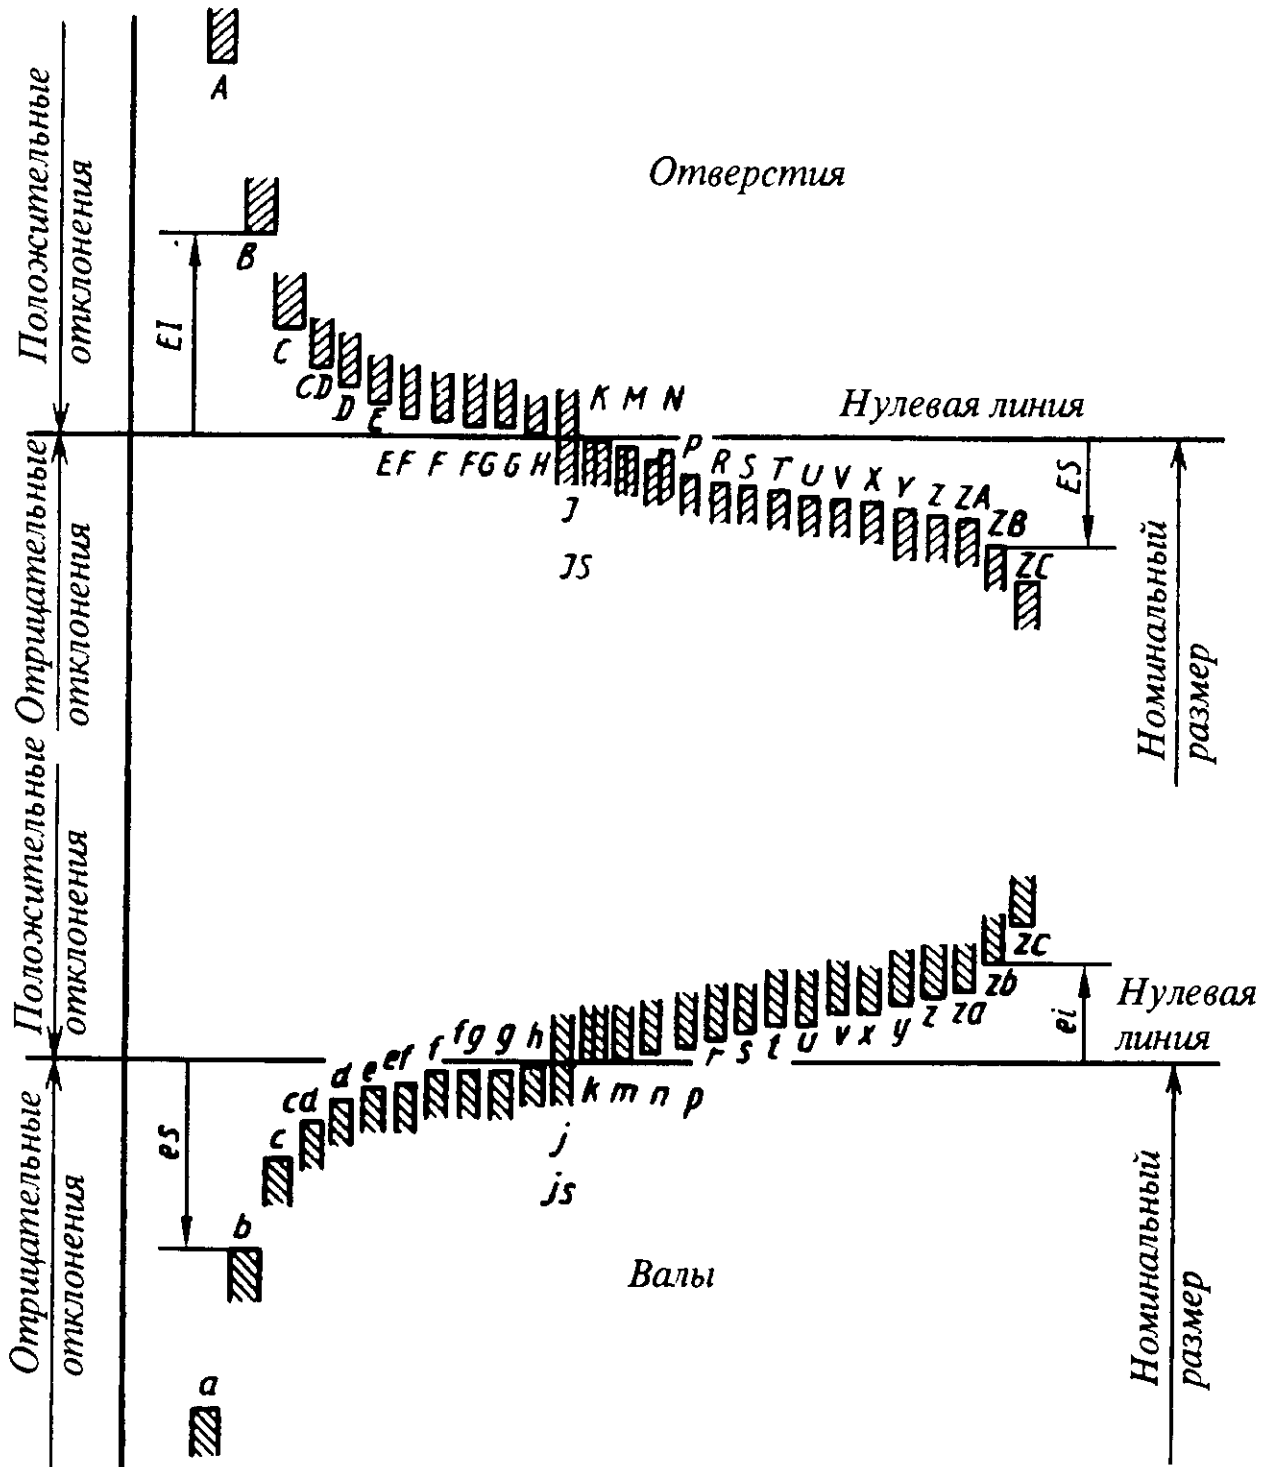 A
Положительные
отклонения
Отверстия
B
EI
C
CD
D
E
K M N
Нулевая линия
EF F FG G H
P
R S T U V X Y Z ZA
ZB
ZC
ES
J
JS
Отрицательные
отклонения
Номинальный
размер
Положительные
отклонения
zc
zb
ei
Нулевая
линия
r s t u v x y z za
cd d e ef f fg g h
k m n p
j
js
c
es
b
a
Отрицательные
отклонения
Валы
Номинальный
размер